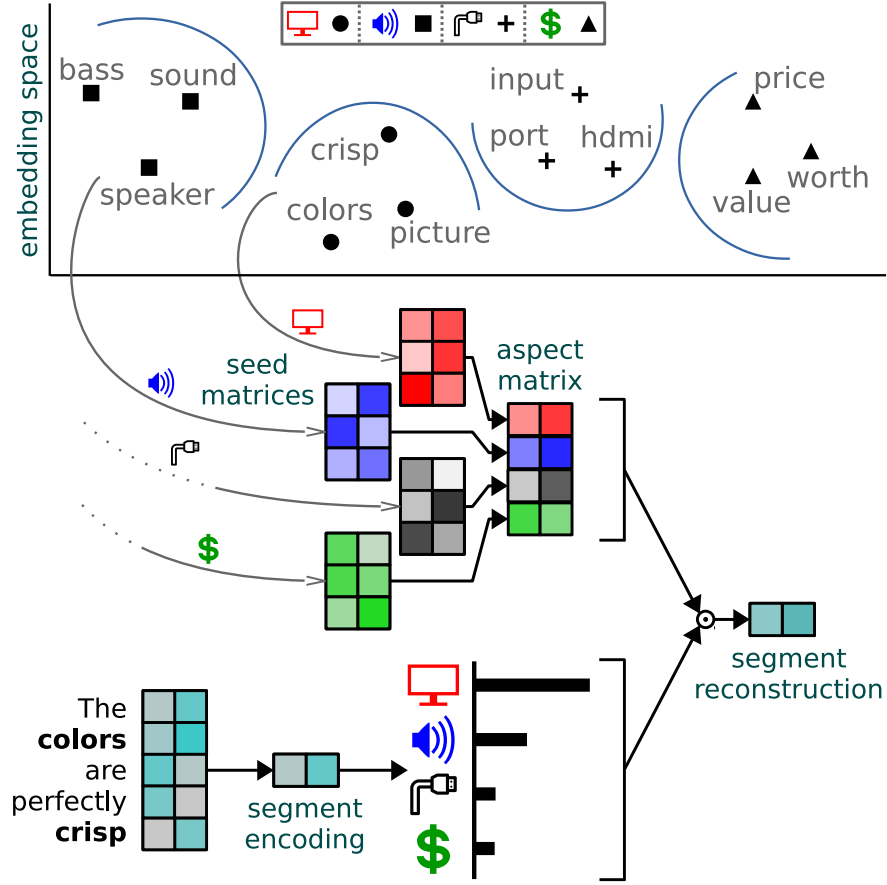 embedding space
bass
sound
speaker
crisp
colors
picture
input
port
hdmi
price
worth
value
$
seed
matrices
aspect
matrix
$
segment
reconstruction
The
colors
are
perfectly
crisp
segment
encoding
$